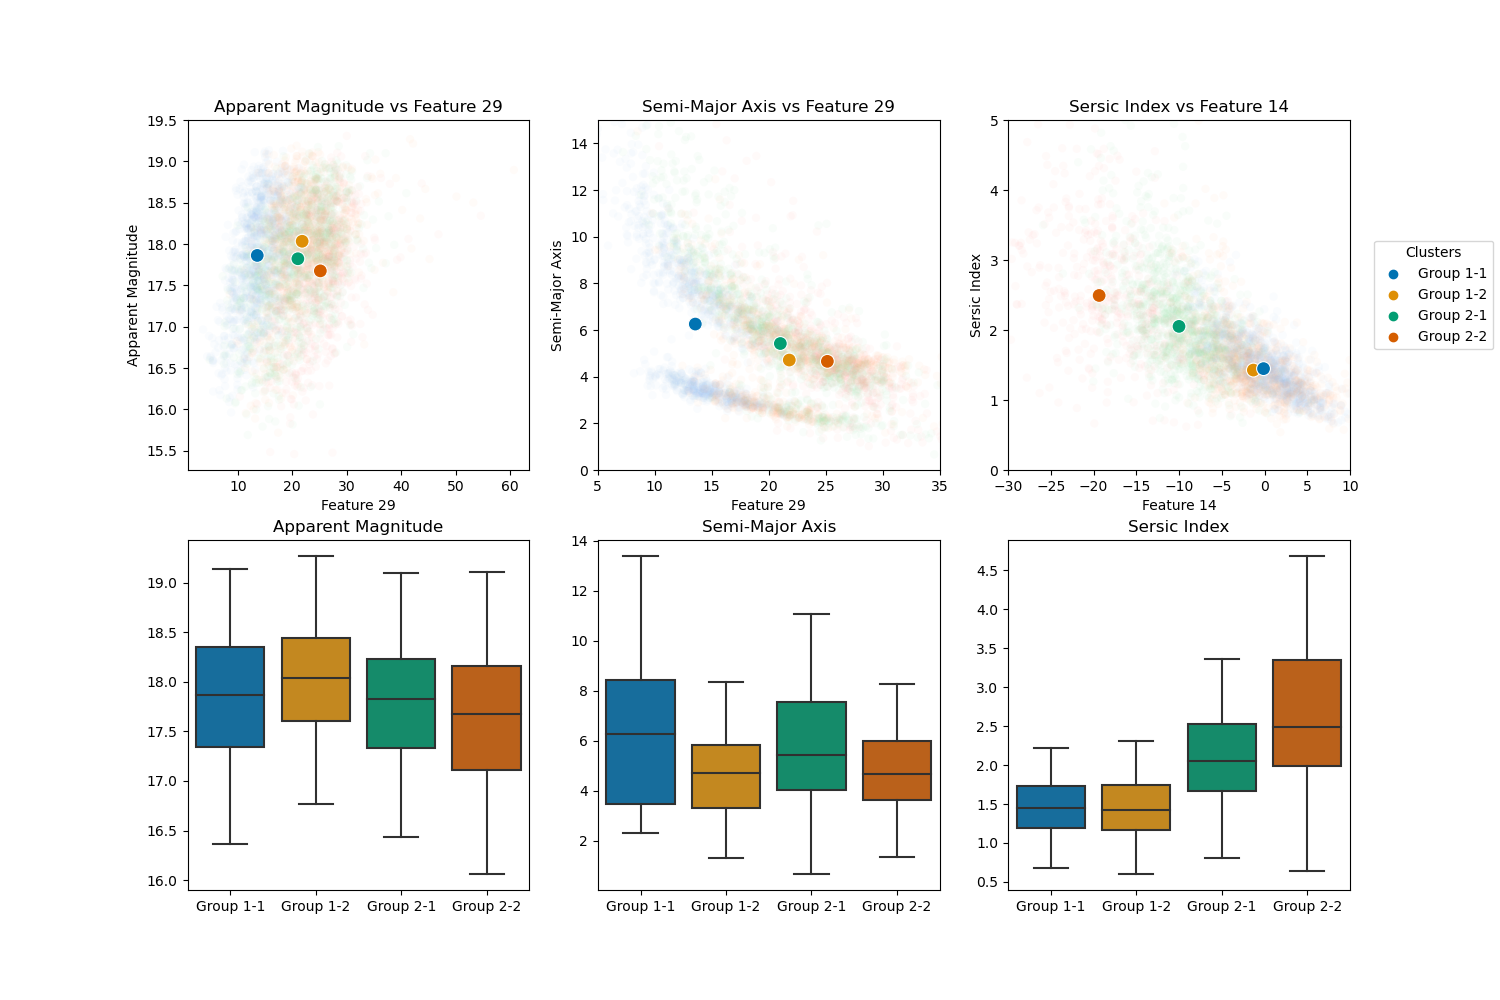 Apparent Magnitude vs Feature 29
Apparent Magnitude
19.5
19.0
18.5
18.0
17.5
17.0
16.5
16.0
15.5
10 20 30 40 50 60
Feature 29
Semi-Major Axis vs Feature 29
Semi-Major Axis
14
12
10
8
6
4
2
0
5 10 15 20 25 30 35
Feature 29
Sersic Index vs Feature 14
Sersic Index
5
4
3
2
1
0
−30 −25 −20 −15 −10 −5 0 5 10
Feature 14
Clusters
Group 1-1
Group 1-2
Group 2-1
Group 2-2
Apparent Magnitude
19.0
18.5
18.0
17.5
17.0
16.5
16.0
Group 1-1 Group 1-2 Group 2-1 Group 2-2
Semi-Major Axis
14
12
10
8
6
4
2
Group 1-1 Group 1-2 Group 2-1 Group 2-2
Sersic Index
4.5
4.0
3.5
3.0
2.5
2.0
1.5
1.0
0.5
Group 1-1 Group 1-2 Group 2-1 Group 2-2